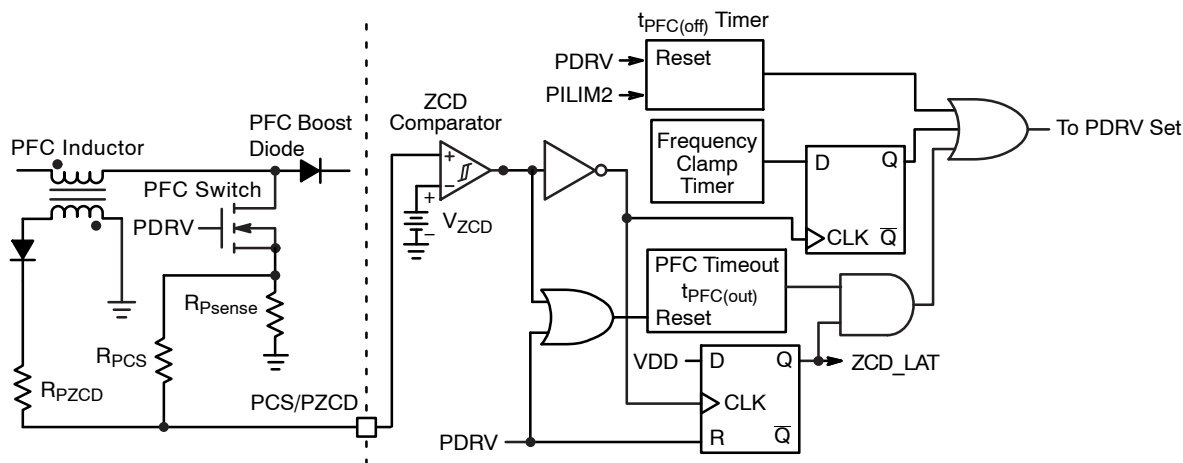 tPFC(off) Timer
PDRV
PILIM2
Reset
ZCD
Comparator
PFC Boost
Diode
PFC Inductor
PFC Switch
PDRV
+
−
+
−
VZCD
Frequency
Clamp
Timer
D
Q
CLK
Q
To PDRV Set
PFC Timeout
tPFC(out)
Reset
RPsense
RPCS
RPZCD
PCS/PZCD
VDD
D
Q
CLK
R
Q
ZCD_LAT
PDRV